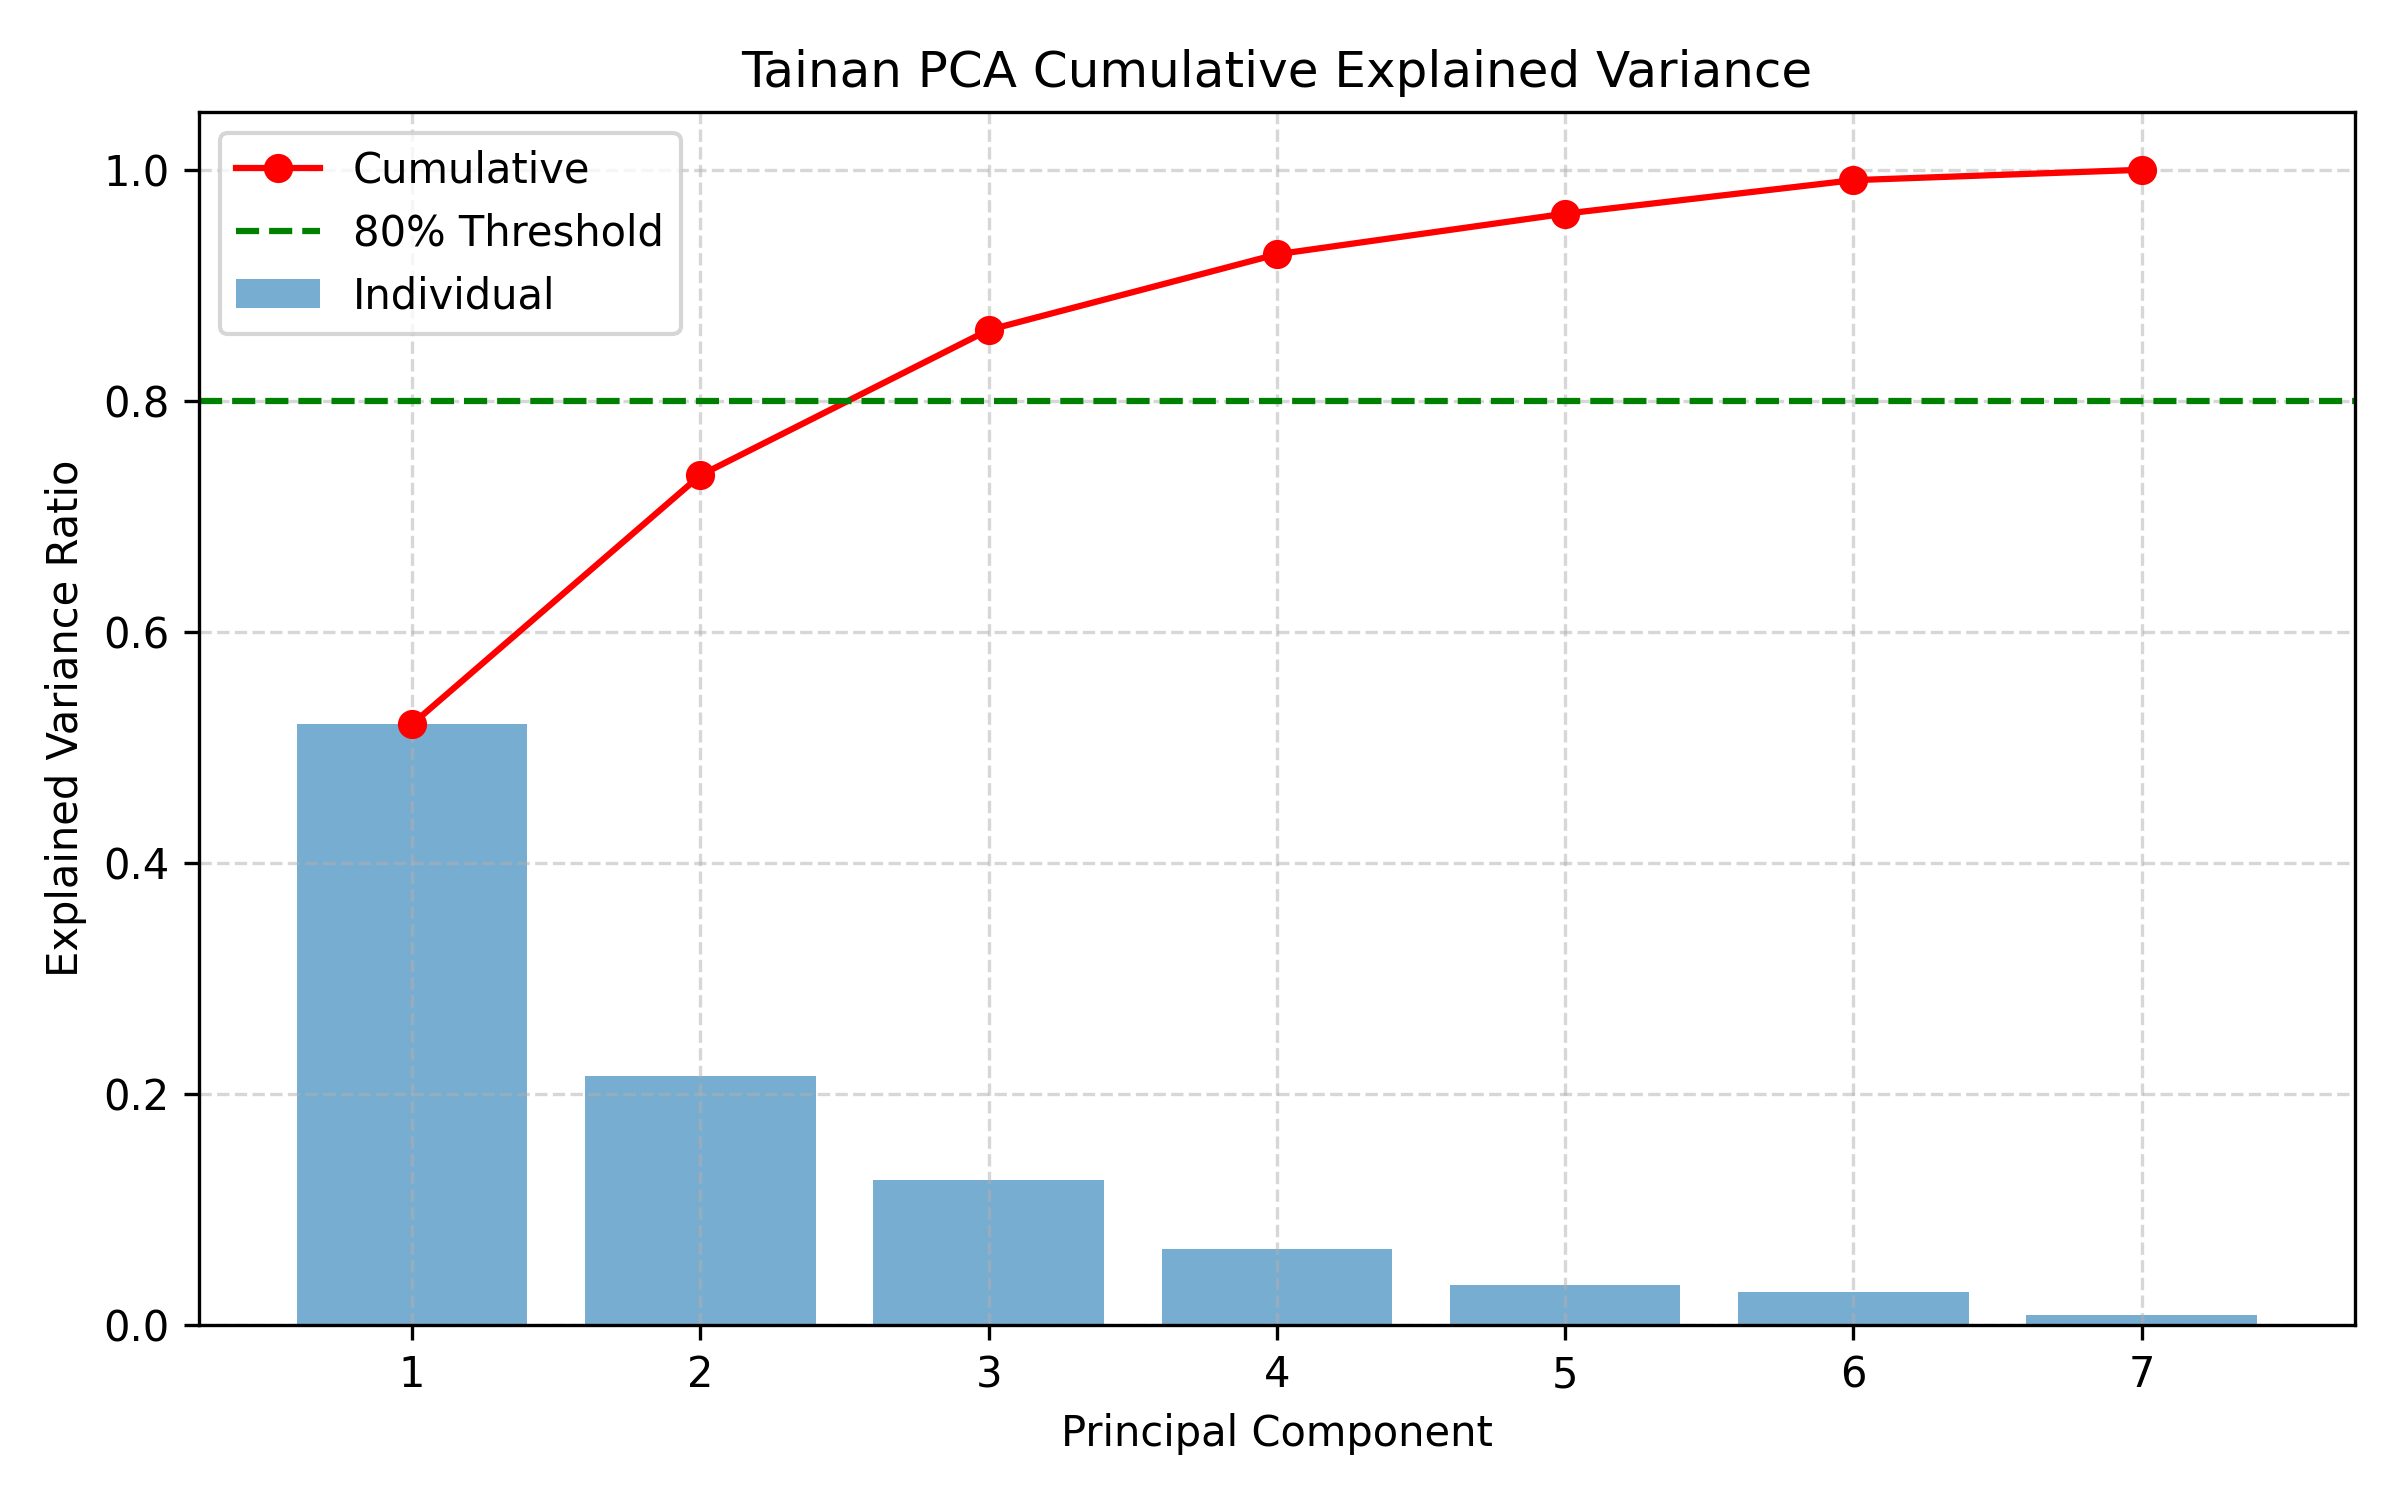 Tainan PCA Cumulative Explained Variance
Cumulative
80% Threshold
Individual
Explained Variance Ratio
1.0
0.8
0.6
0.4
0.2
0.0
1 2 3 4 5 6 7
Principal Component